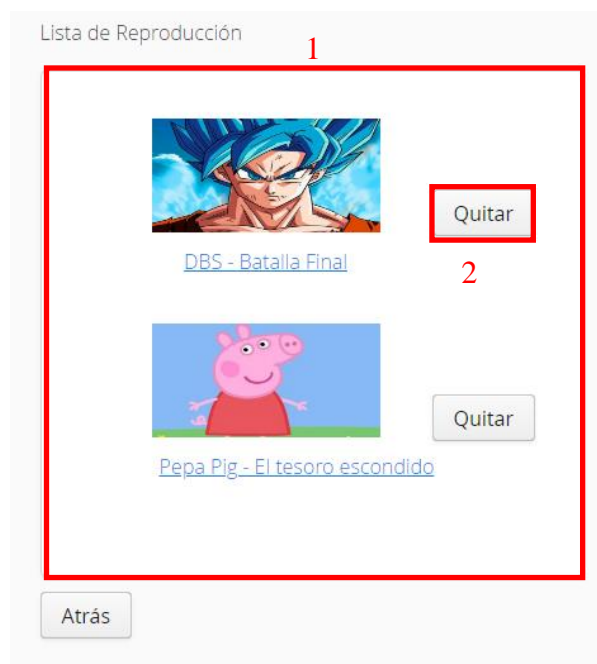 Lista de Reproducción
1
Quitar
DBS - Batalla Final
2
Quitar
Pepa Pig - El tesoro escondido
Atrás